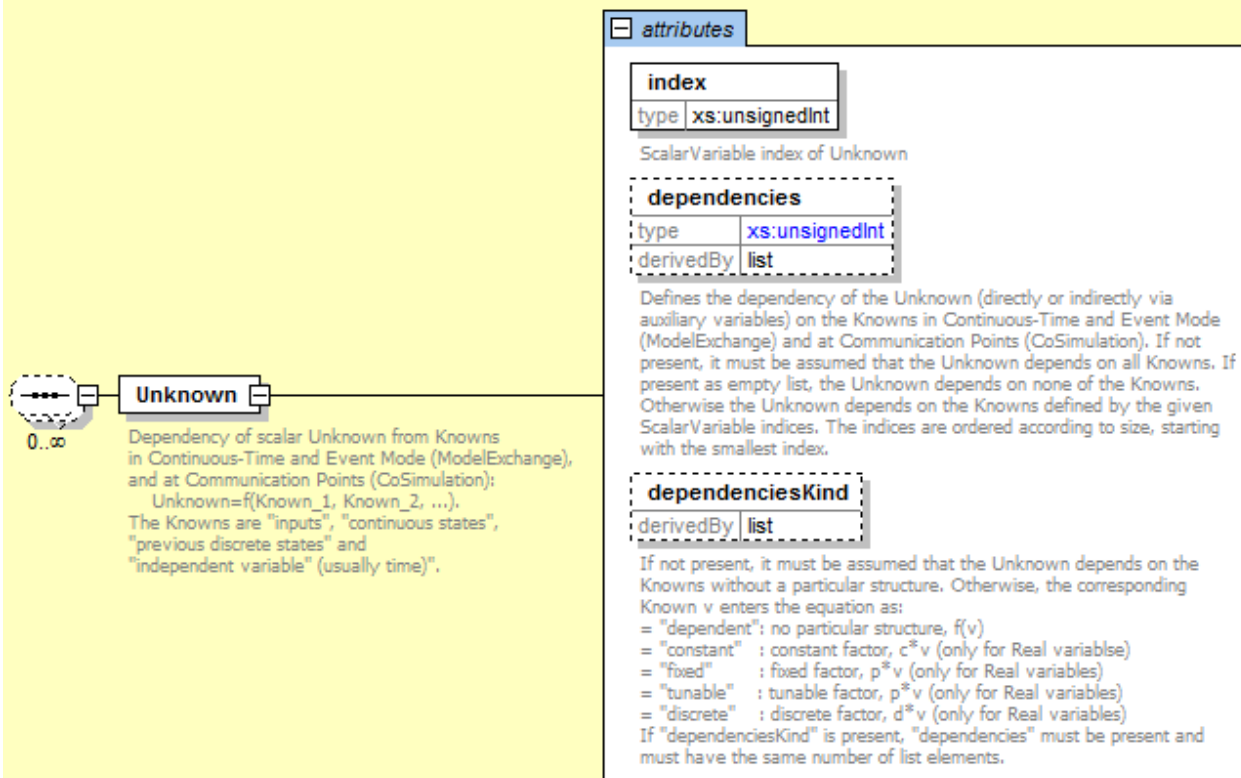 attributes
index
type xs:unsignedInt
ScalarVariable index of Unknown
dependencies
type xs:unsignedInt
derivedBy list
Defines the dependency of the Unknown (directly or indirectly via
auxiliary variables) on the Knowns in Continuous-Time and Event Mode
(ModelExchange) and at Communication Points (CoSimulation). If not
present, it must be assumed that the Unknown depends on all Knowns. If
present as empty list, the Unknown depends on none of the Knowns.
Otherwise the Unknown depends on the Knowns defined by the given
ScalarVariable indices. The indices are ordered according to size, starting
with the smallest index.
Unknown
0..∞
Dependency of scalar Unknown from Knowns
in Continuous-Time and Event Mode (ModelExchange),
and at Communication Points (CoSimulation):
Unknown=f(Known_1, Known_2, ...).
The Knowns are "inputs", "continuous states",
"previous discrete states" and
"independent variable" (usually time)".
dependenciesKind
derivedBy list
If not present, it must be assumed that the Unknown depends on the
Knowns without a particular structure. Otherwise, the corresponding
Known v enters the equation as:
= "dependent": no particular structure, f(v)
= "constant" : constant factor, c*v (only for Real variablse)
= "fixed" : fixed factor, p*v (only for Real variables)
= "tunable" : tunable factor, p*v (only for Real variables)
= "discrete" : discrete factor, d*v (only for Real variables)
If "dependenciesKind" is present, "dependencies" must be present and
must have the same number of list elements.